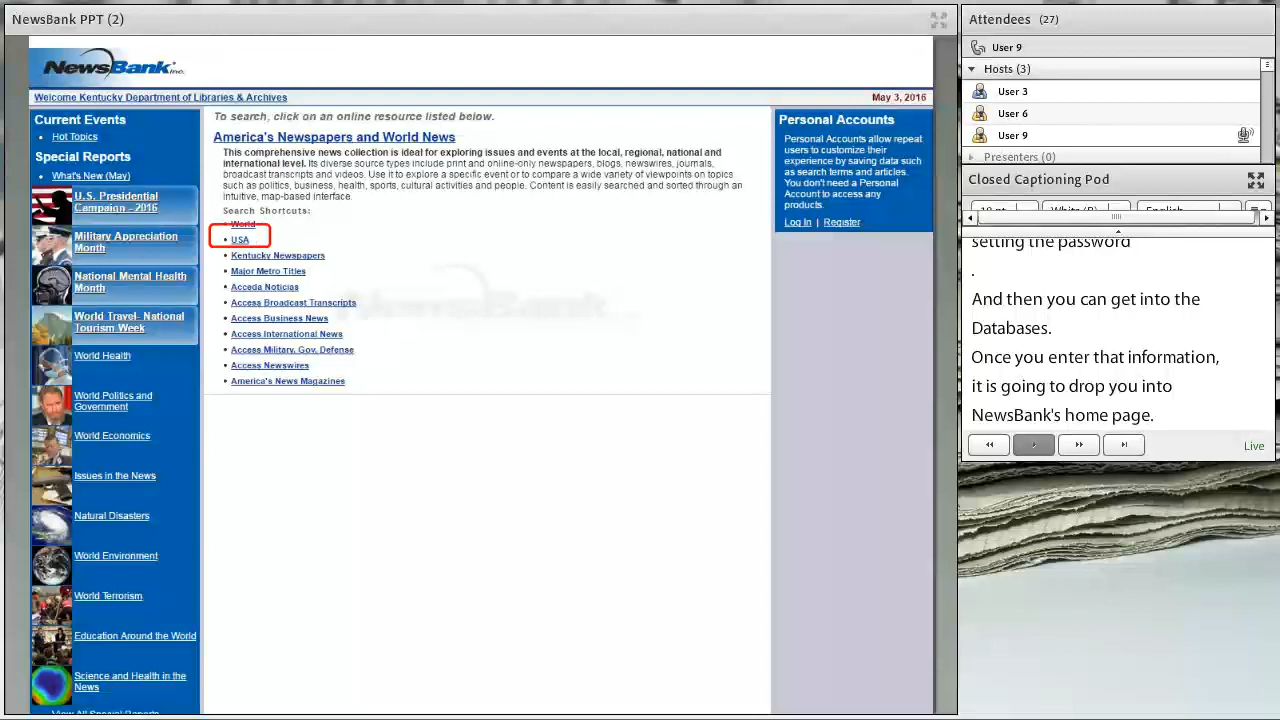 NewsBank PPT (2)
NewsBank inc.
Welcome Kentucky Department of Libraries & Archives
May 3, 2016
Current Events
• Hot Topics
Special Reports
• What's New (May)
U.S. Presidential
Campaign - 2016
Military Appreciation
Month
National Mental Health
Month
World Travel- National
Tourism Week
World Health
World Politics and
Government
World Economics
Issues in the News
Natural Disasters
World Environment
World Terrorism
Education Around the World
Science and Health in the
News
View All Special Reports
To search, click on an online resource listed below.
America's Newspapers and World News
This comprehensive news collection is ideal for exploring issues and events at the local, regional, national and
international level. Its diverse source types include print and online-only newspapers, blogs, newswires, journals,
broadcast transcripts and videos. Use it to explore a specific event or to compare a wide variety of viewpoints on topics
such as politics, business, health, sports, cultural activities and people. Content is easily searched and sorted through an
intuitive, map-based interface.
Search Shortcuts:
• World
• USA
• Kentucky Newspapers
• Major Metro Titles
• Acceda Noticias
• Access Broadcast Transcripts
• Access Business News
• Access International News
• Access Military, Gov, Defense
• Access Newswires
• America's News Magazines
NewsBank
Personal Accounts
Personal Accounts allow repeat
users to customize their
experience by saving data such
as search terms and articles.
You don't need a Personal
Account to access any
products.
Log In | Register
Attendees (27)
User 9
Hosts (3)
User 3
User 6
User 9
Presenters (0)
Closed Captioning Pod
English
setting the password
.
And then you can get into the
Databases.
Once you enter that information,
it is going to drop you into
NewsBank's home page.
Live